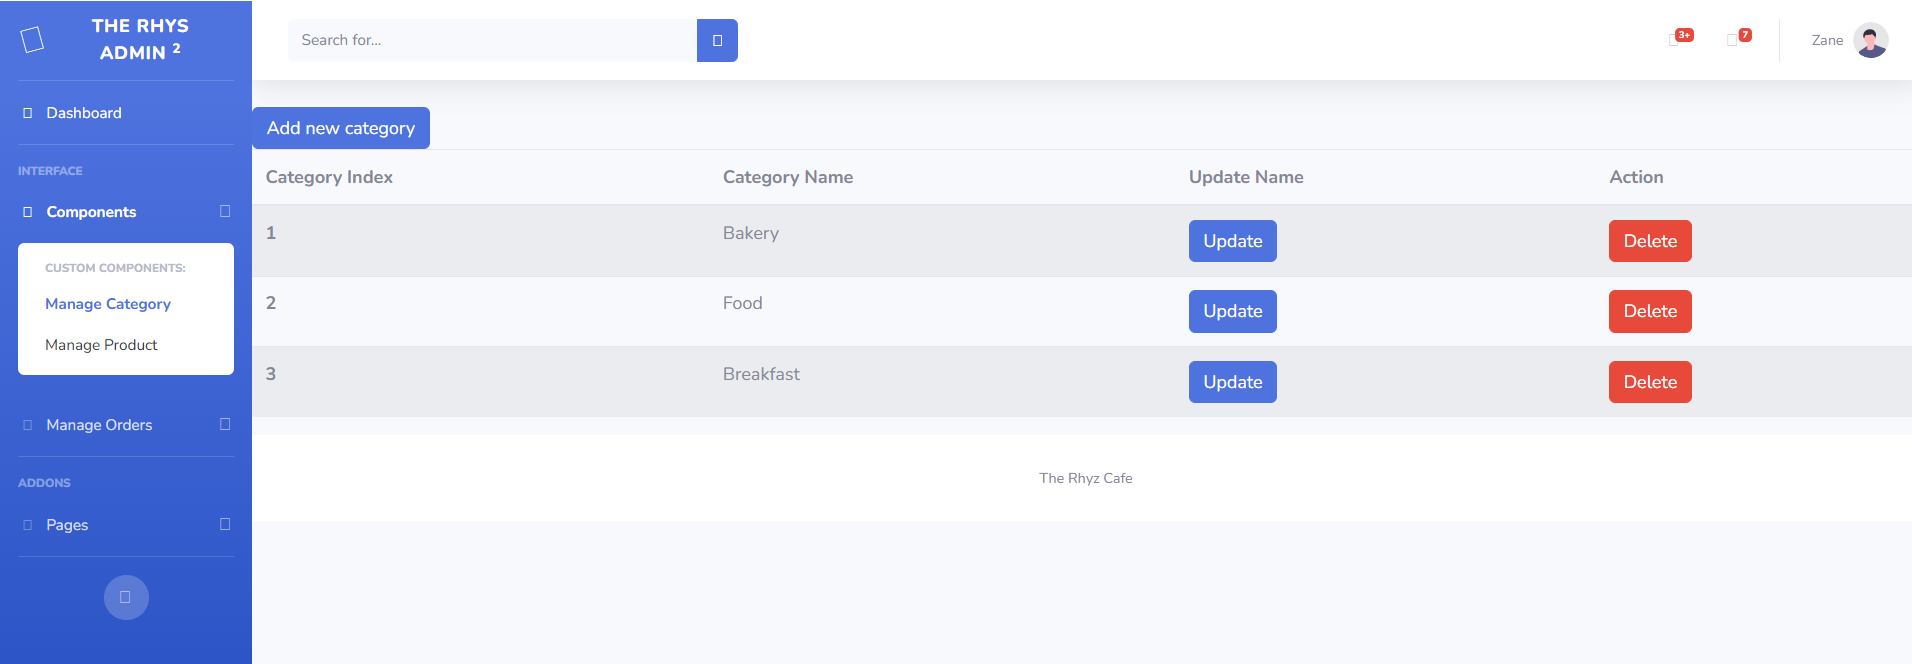 THE RHYS
ADMIN 2
Search for...
3+
7
Zane
Dashboard
INTERFACE
Components
CUSTOM COMPONENTS:
Manage Category
Manage Product
Manage Orders
ADDONS
Pages
Add new category
Category Index Category Name Update Name Action
1 Bakery Update Delete
2 Food Update Delete
3 Breakfast Update Delete
The Rhyz Cafe